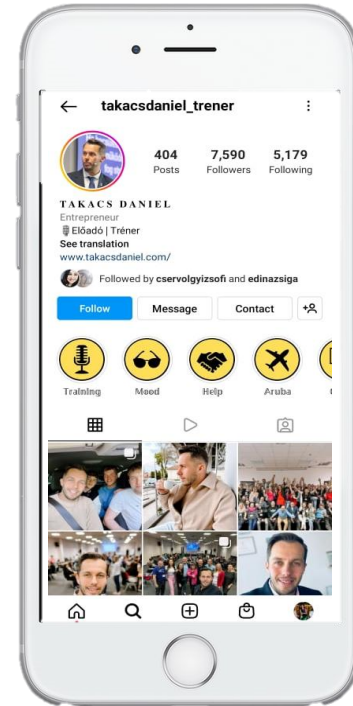 takacsdaniel_trener
404 7,590 5,179
Posts Followers Following
TAKACS DANIEL
Entrepreneur
Előadó | Tréner
See translation
www.takacsdaniel.com/
Followed by cservolgyizsofi and edinazsiga
Follow Message Contact
Training Mood Help Aruba